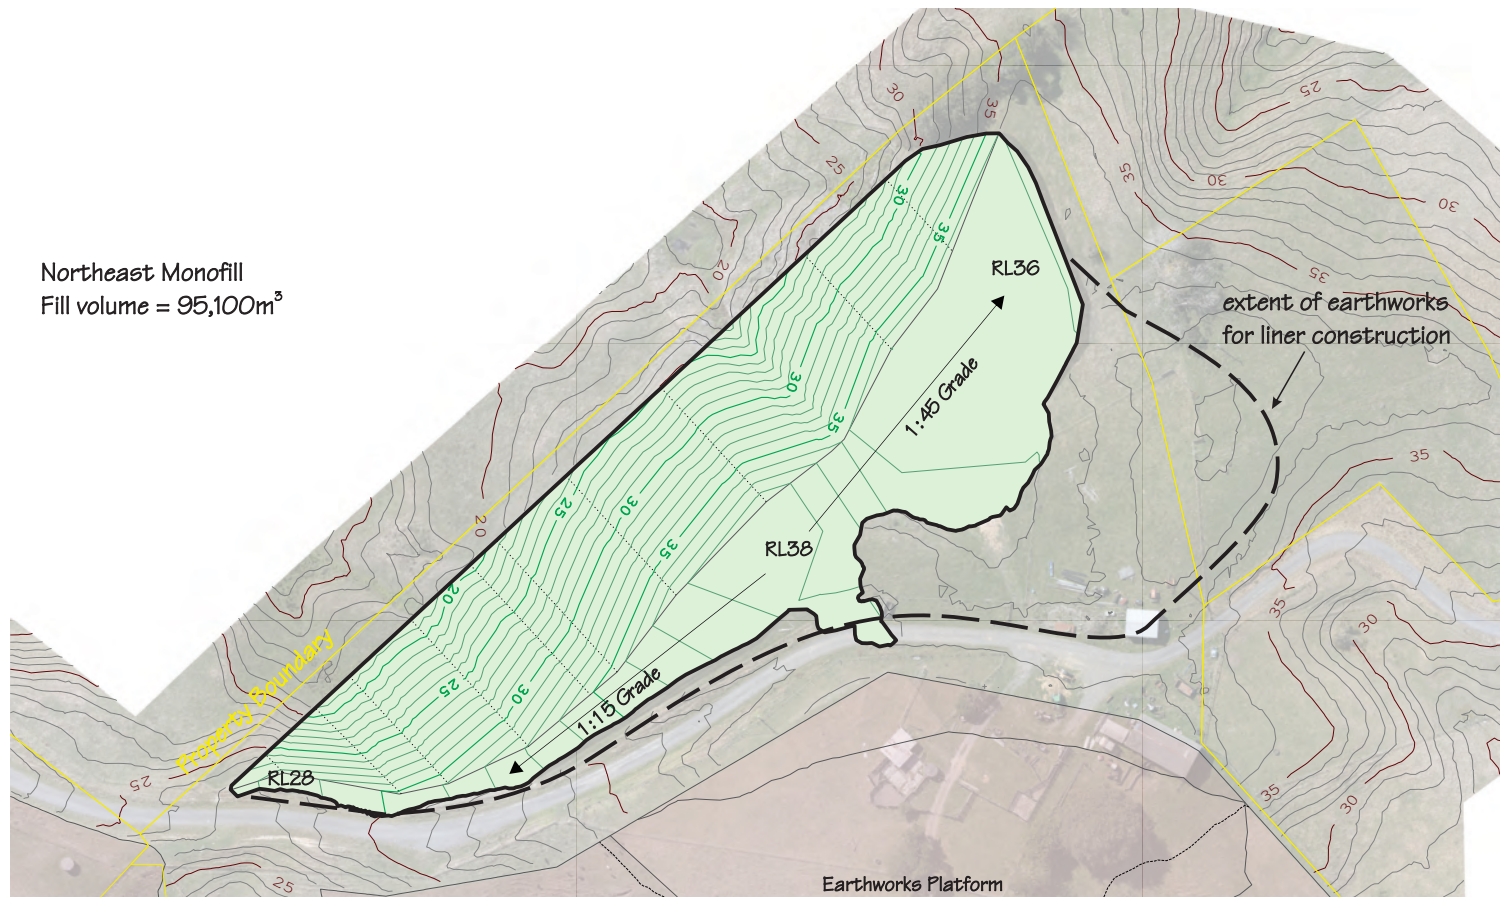 30
35
25
25
30
35
30
30
35
20
RL36
35
Northeast Monofill
Fill volume = 95,100m³
extent of earthworks
for liner construction
30
1:45 Grade
35
35
25
30
20
35
RL38
20
35
30
Property Boundary
25
30
1:15 Grade
RL28
25
35
30
25
Earthworks Platform